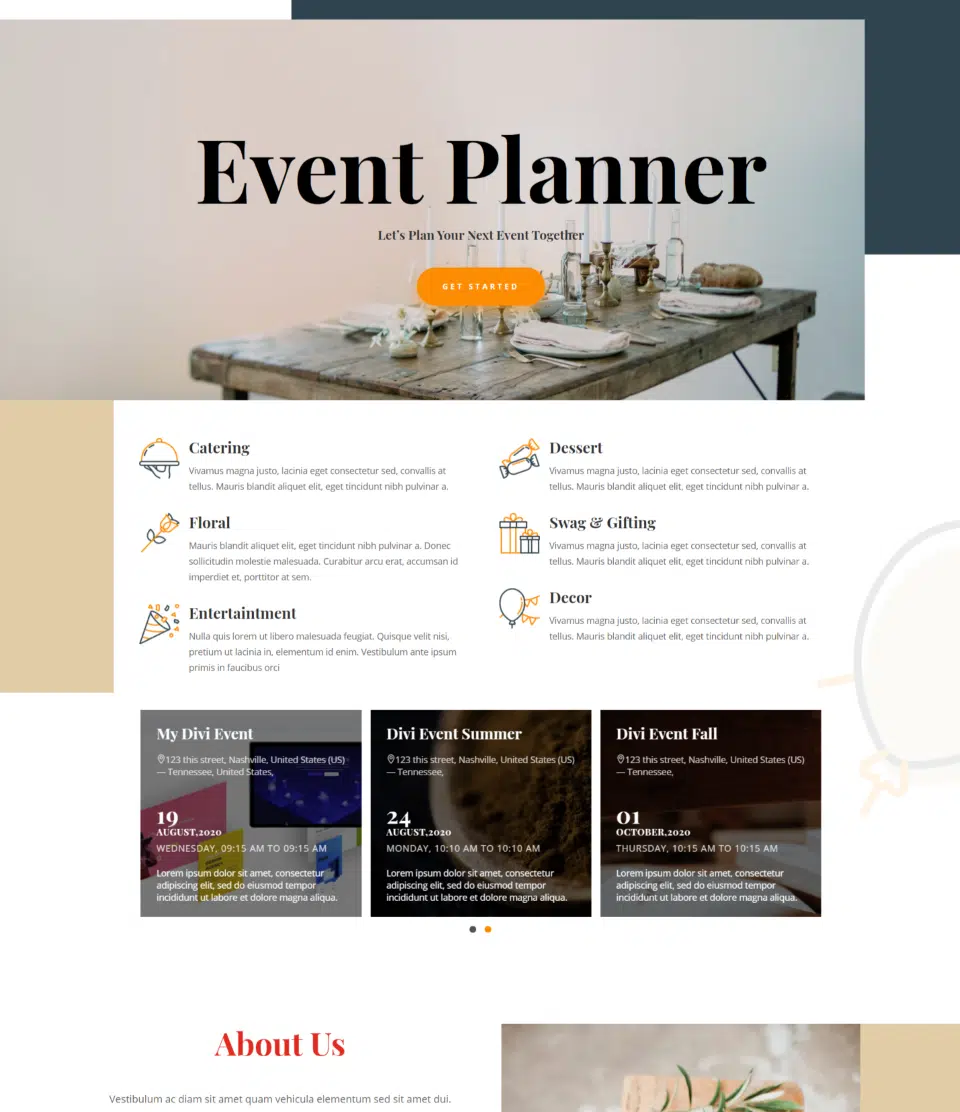 Event Planner
Let's Plan Your Next Event Together
GET STARTED
Catering
Vivamus magna justo, lacinia eget consectetur sed, convallis at
tellus. Mauris blandit aliquet elit, eget tincidunt nibh pulvinar a.
Floral
Mauris blandit aliquet elit, eget tincidunt nibh pulvinar a. Donec
sollicitudin molestie malesuada. Curabitur arcu erat, accumsan id
imperdiet et, porttitor at sem.
Entertaintment
Nulla quis lorem ut libero malesuada feugiat. Quisque velit nisi,
pretium ut lacinia in, elementum id enim. Vestibulum ante ipsum
primis in faucibus orci
Dessert
Vivamus magna justo, lacinia eget consectetur sed, convallis at
tellus. Mauris blandit aliquet elit, eget tincidunt nibh pulvinar a.
Swag & Gifting
Vivamus magna justo, lacinia eget consectetur sed, convallis at
tellus. Mauris blandit aliquet elit, eget tincidunt nibh pulvinar a.
Decor
Vivamus magna justo, lacinia eget consectetur sed, convallis at
tellus. Mauris blandit aliquet elit, eget tincidunt nibh pulvinar a.
My Divi Event
123 this street, Nashville, United States (US)
— Tennessee, United States,
19
AUGUST,2020
WEDNESDAY, 09:15 AM TO 09:15 AM
Lorem ipsum dolor sit amet, consectetur
adipiscing elit, sed do eiusmod tempor
incididunt ut labore et dolore magna aliqua.
Divi Event Summer
123 this street, Nashville, United States (US)
— Tennessee,
24
AUGUST,2020
MONDAY, 10:10 AM TO 10:10 AM
Lorem ipsum dolor sit amet, consectetur
adipiscing elit, sed do eiusmod tempor
incididunt ut labore et dolore magna aliqua.
Divi Event Fall
123 this street, Nashville, United States (US)
— Tennessee,
01
OCTOBER,2020
THURSDAY, 10:15 AM TO 10:15 AM
Lorem ipsum dolor sit amet, consectetur
adipiscing elit, sed do eiusmod tempor
incididunt ut labore et dolore magna aliqua.
About Us
Vestibulum ac diam sit amet quam vehicula elementum sed sit amet dui.